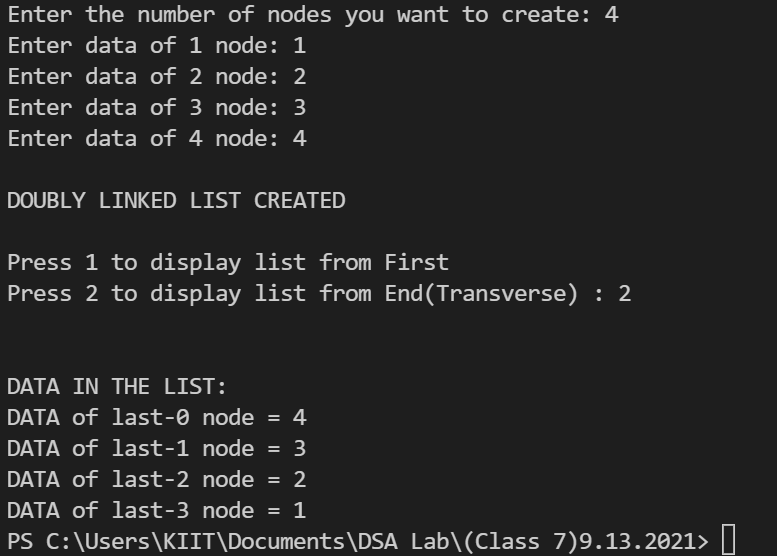 Enter the number of nodes you want to create: 4
Enter data of 1 node: 1
Enter data of 2 node: 2
Enter data of 3 node: 3
Enter data of 4 node: 4
DOUBLY LINKED LIST CREATED
Press 1 to display list from First
Press 2 to display list from End(Transverse) : 2
DATA IN THE LIST:
DATA of last-0 node = 4
DATA of last-1 node = 3
DATA of last-2 node = 2
DATA of last-3 node = 1
PS C:\Users\KIIT\Documents\DSA Lab\(Class 7)9.13.2021>